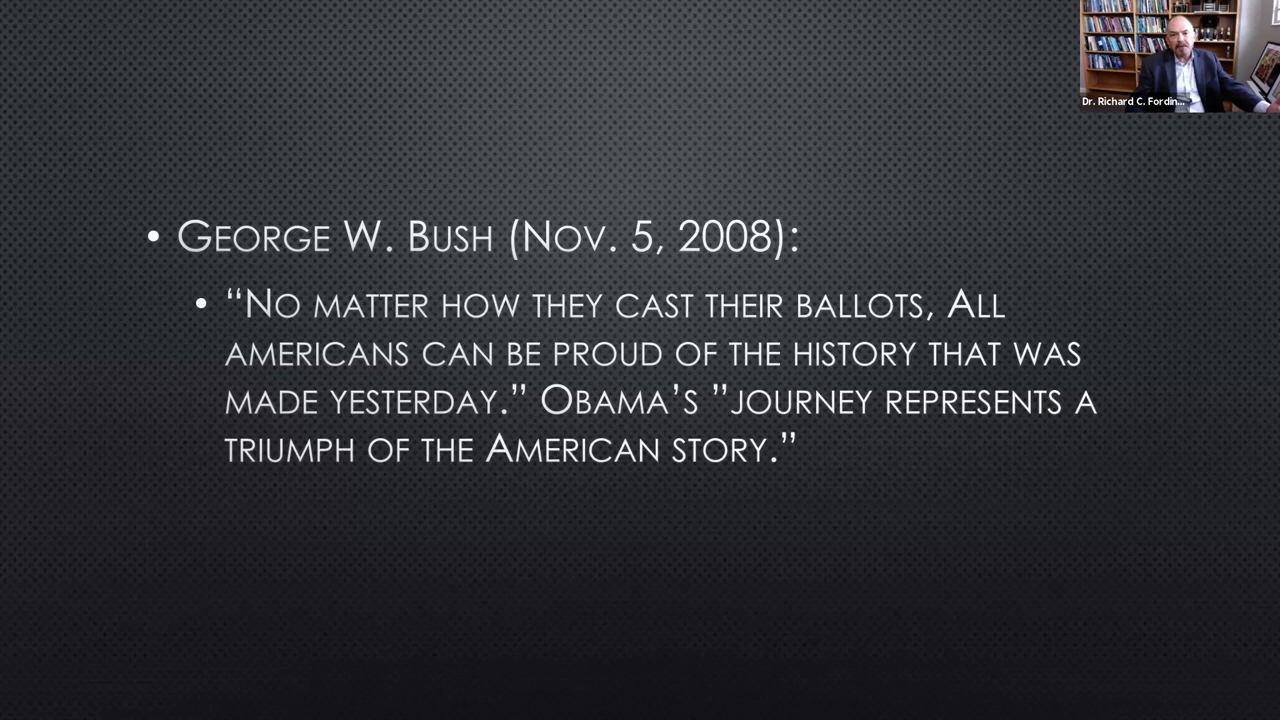 Dr. Richard C. Fordin...
• George W. Bush (Nov. 5, 2008):
• “No matter how they cast their ballots, All
americans can be proud of the history that was
made yesterday.” Obama’s ”journey represents a
triumph of the American story.”